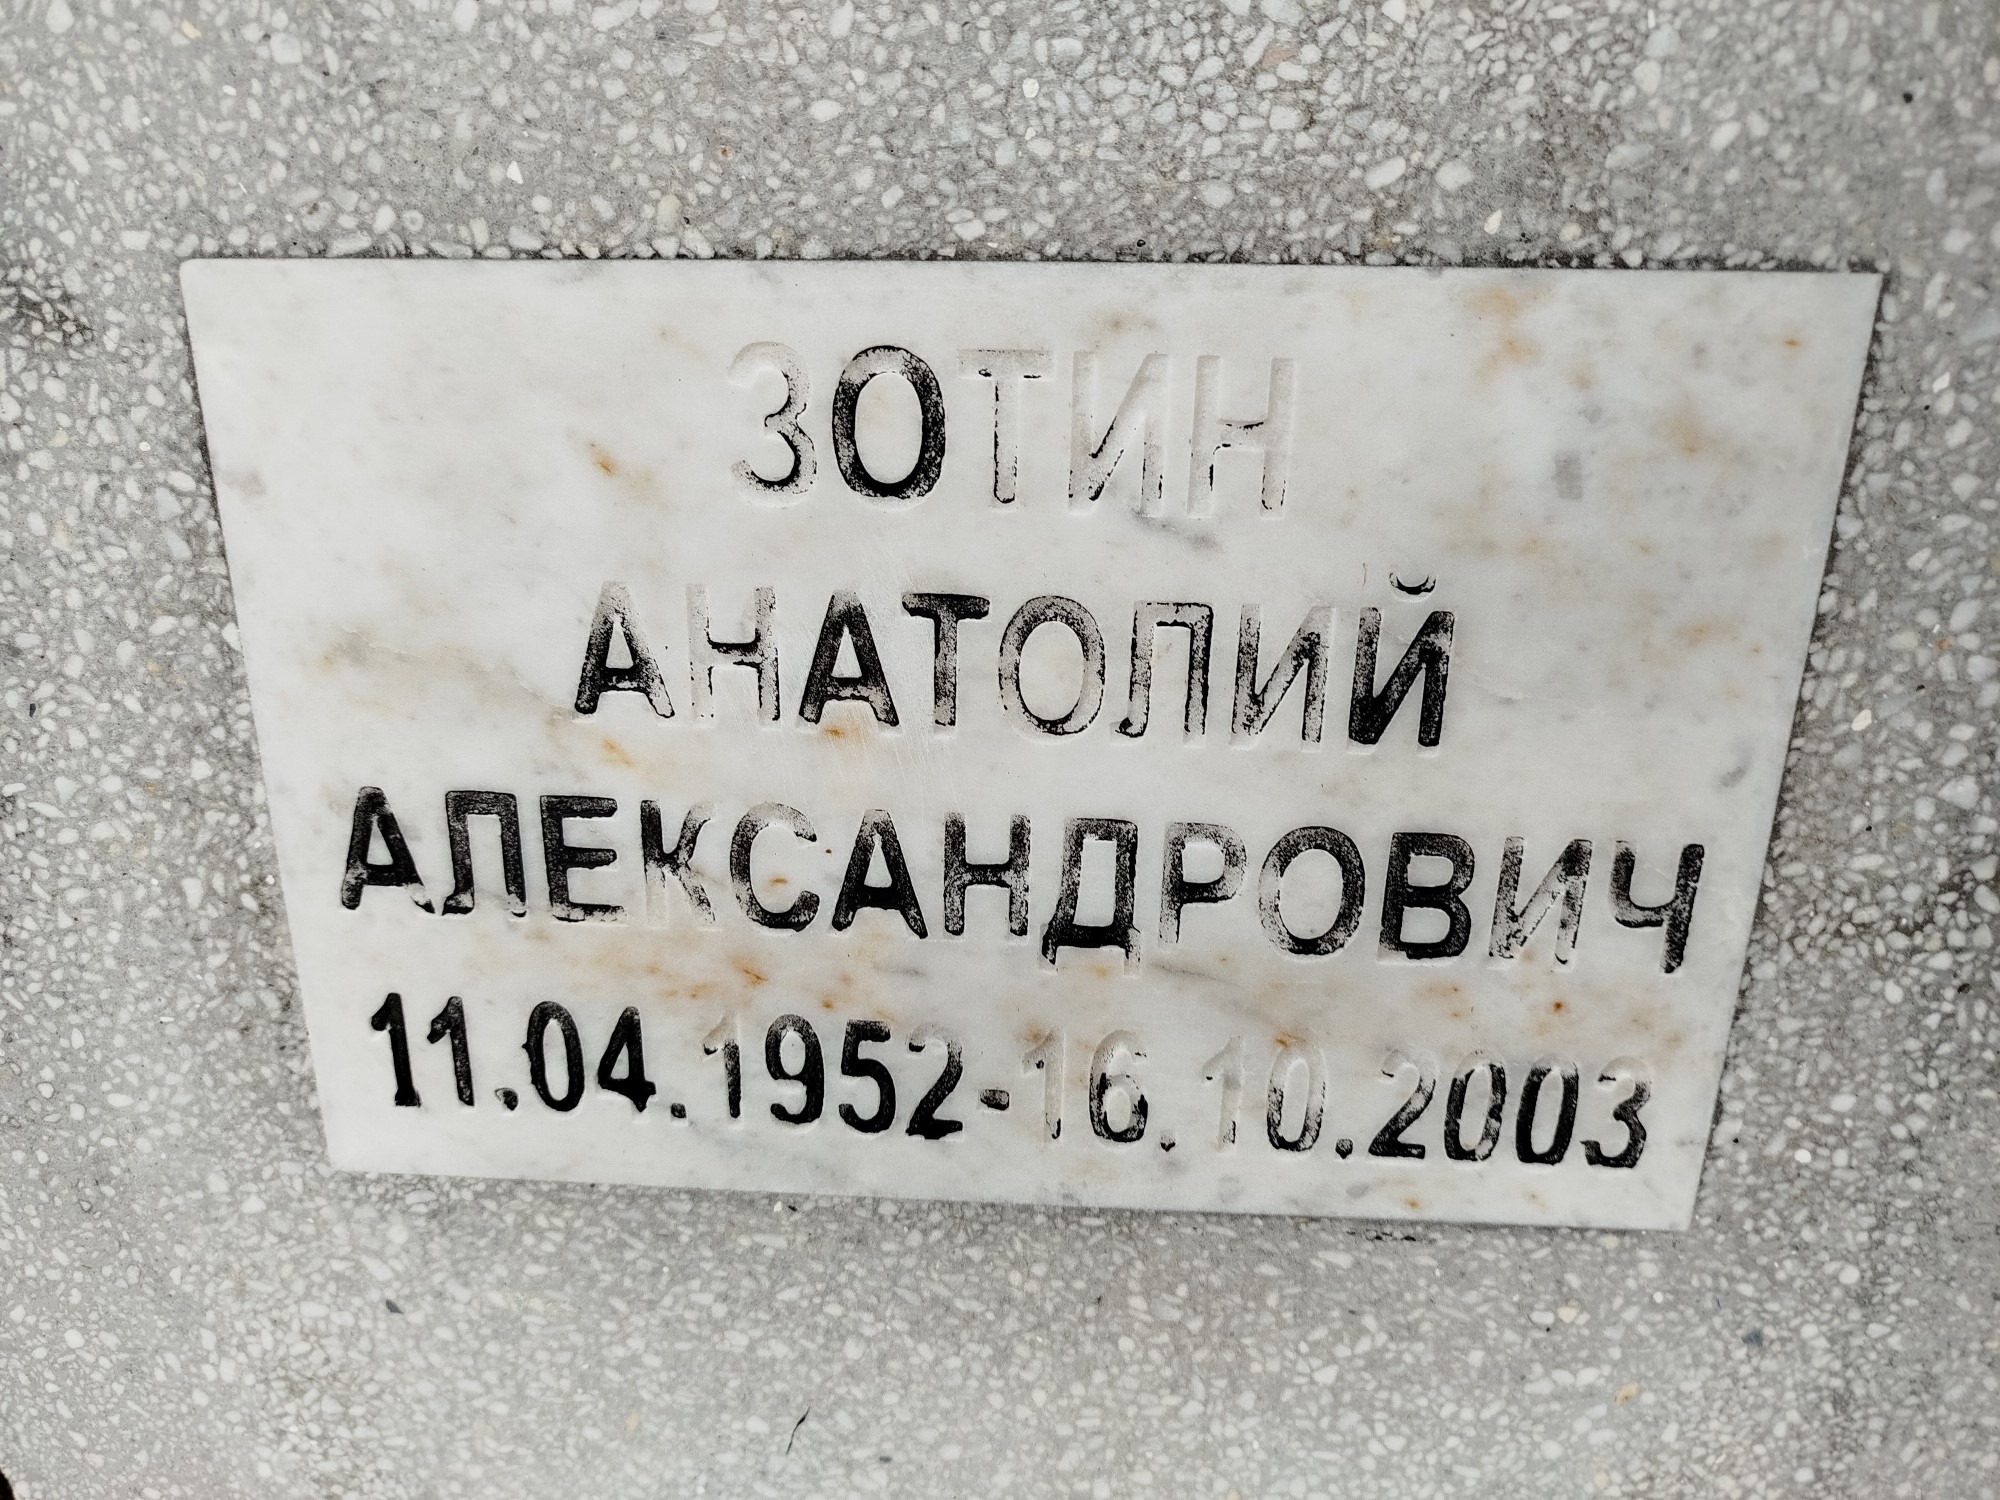 ЗОТИН
АНАТОЛИЙ
АЛЕКСАНДРОВИЧ
11.04.1952-16.10.2003